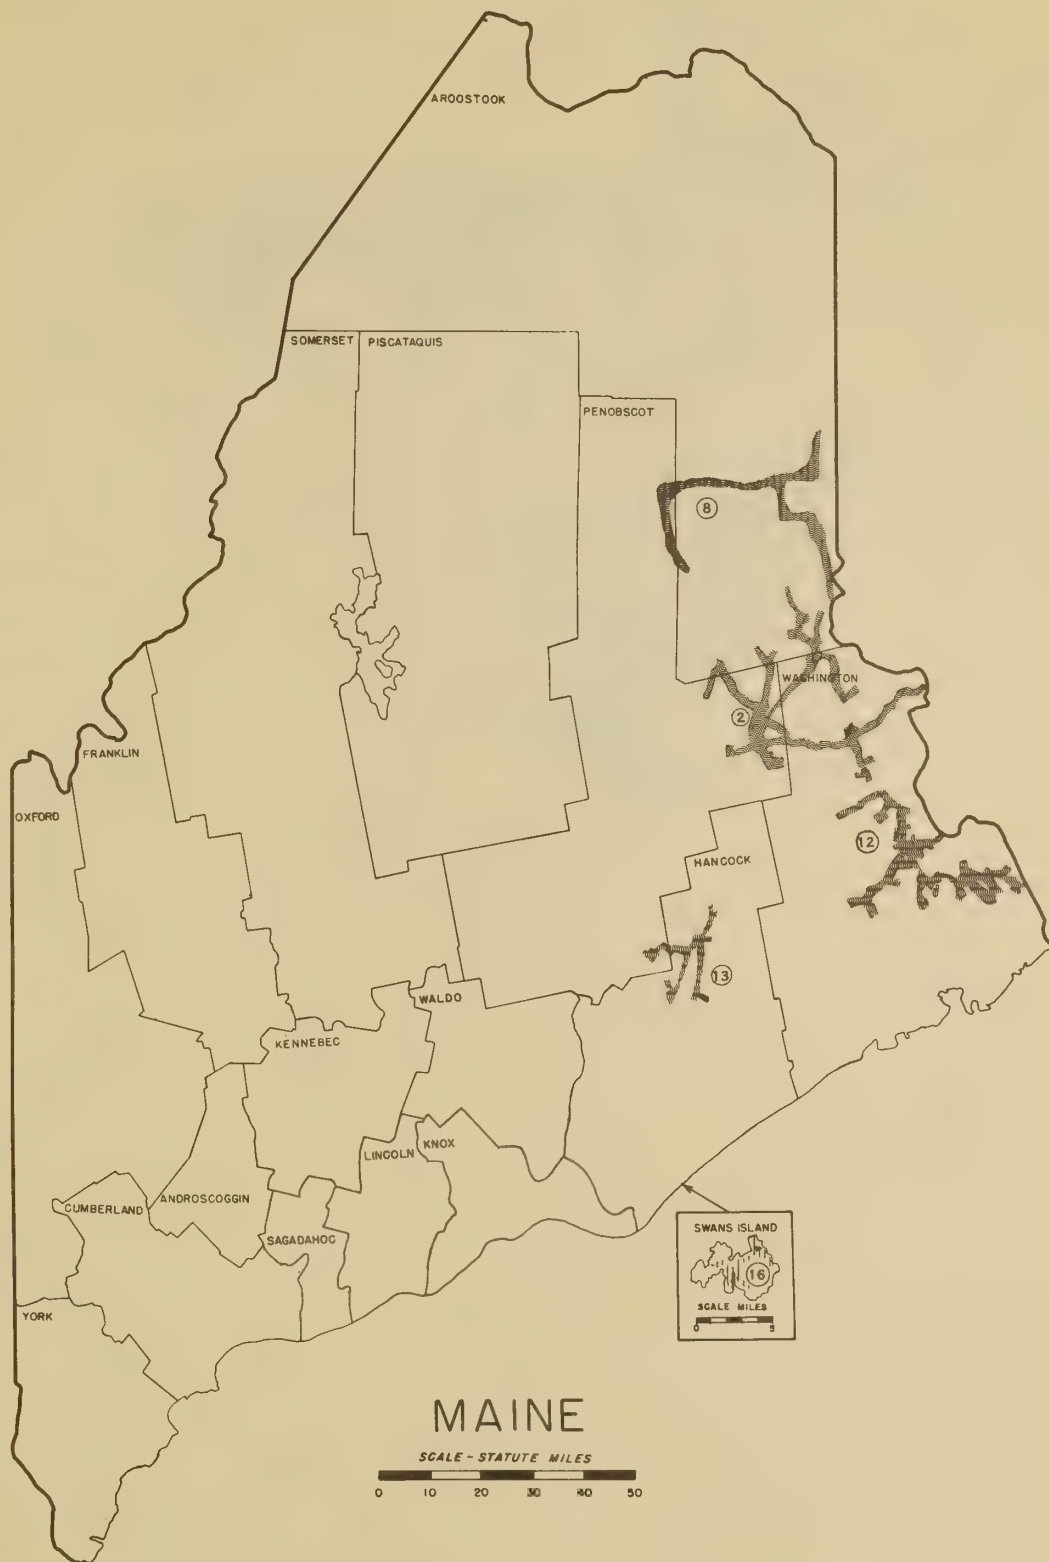 AROOSTOOK
SOMERSET
PISCATAQUIS
PENOBSCOT
8
WASHINGTON
2
FRANKLIN
OXFORD
12
HANCOCK
13
WALDO
KENNEBEC
LINCOLN
KNOX
ANDROSCOGGIN
CUMBERLAND
SAGADAHOC
SWANS ISLAND
16
SCALE MILES
0 5
YORK
MAINE
SCALE - STATUTE MILES
0 10 20 30 40 50